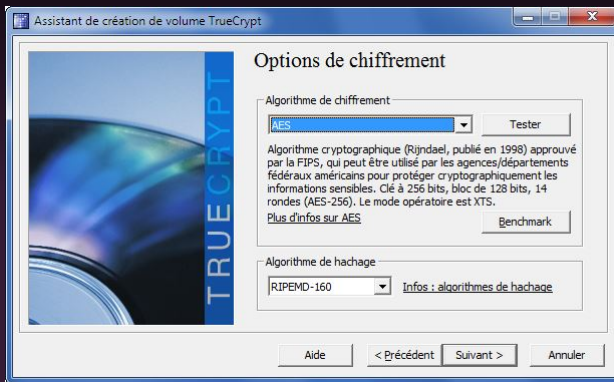 Assistant de création de volume TrueCrypt
TRUECRYPT
Options de chiffrement
Algorithme de chiffrement
AES
Tester
Algorithme cryptographique (Rijndael, publié en 1998) approuvé
par la FIPS, qui peut être utilisé par les agences/départements
fédéraux américains pour protéger cryptographiquement les
informations sensibles. Clé à 256 bits, bloc de 128 bits, 14
rondes (AES-256). Le mode opératoire est XTS.
Plus d'infos sur AES
Benchmark
Algorithme de hachage
RIPEMD-160
Infos : algorithmes de hachage
Aide
< Précédent
Suivant >
Annuler